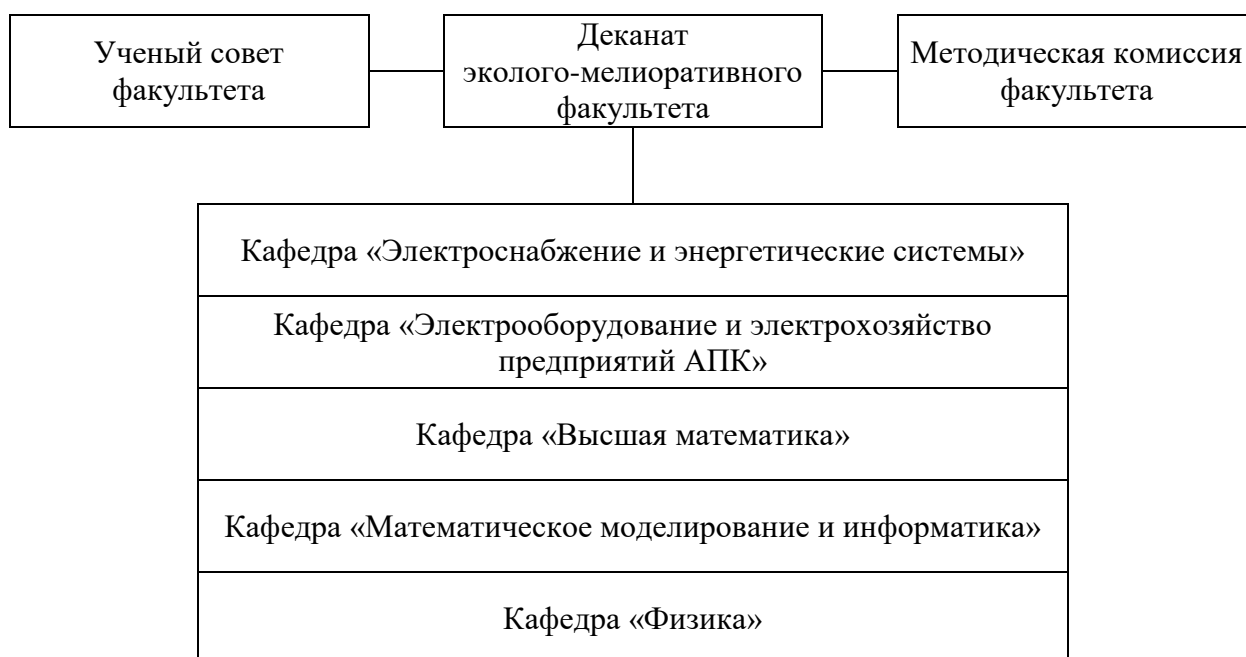 Ученый совет
факультета
Деканат
эколого-мелиоративного
факультета
Методическая комиссия
факультета
Кафедра «Электроснабжение и энергетические системы»
Кафедра «Электрооборудование и электрохозяйство
предприятий АПК»
Кафедра «Высшая математика»
Кафедра «Математическое моделирование и информатика»
Кафедра «Физика»